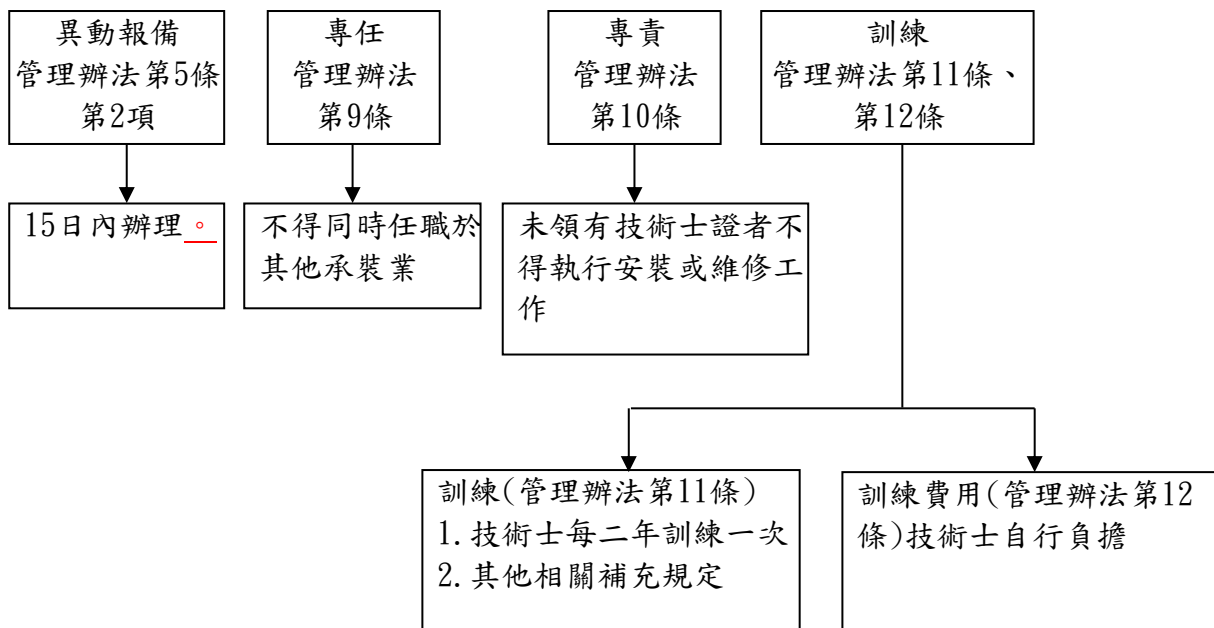 異動報備
管理辦法第5條
第2項
專任
管理辦法
第9條
專責
管理辦法
第10條
訓練
管理辦法第11條、
第12條
15日內辦理。
不得同時任職於
其他承裝業
未領有技術士證者不
得執行安裝或維修工
作
訓練(管理辦法第11條)
1.技術士每二年訓練一次
2.其他相關補充規定
訓練費用(管理辦法第12
條)技術士自行負擔